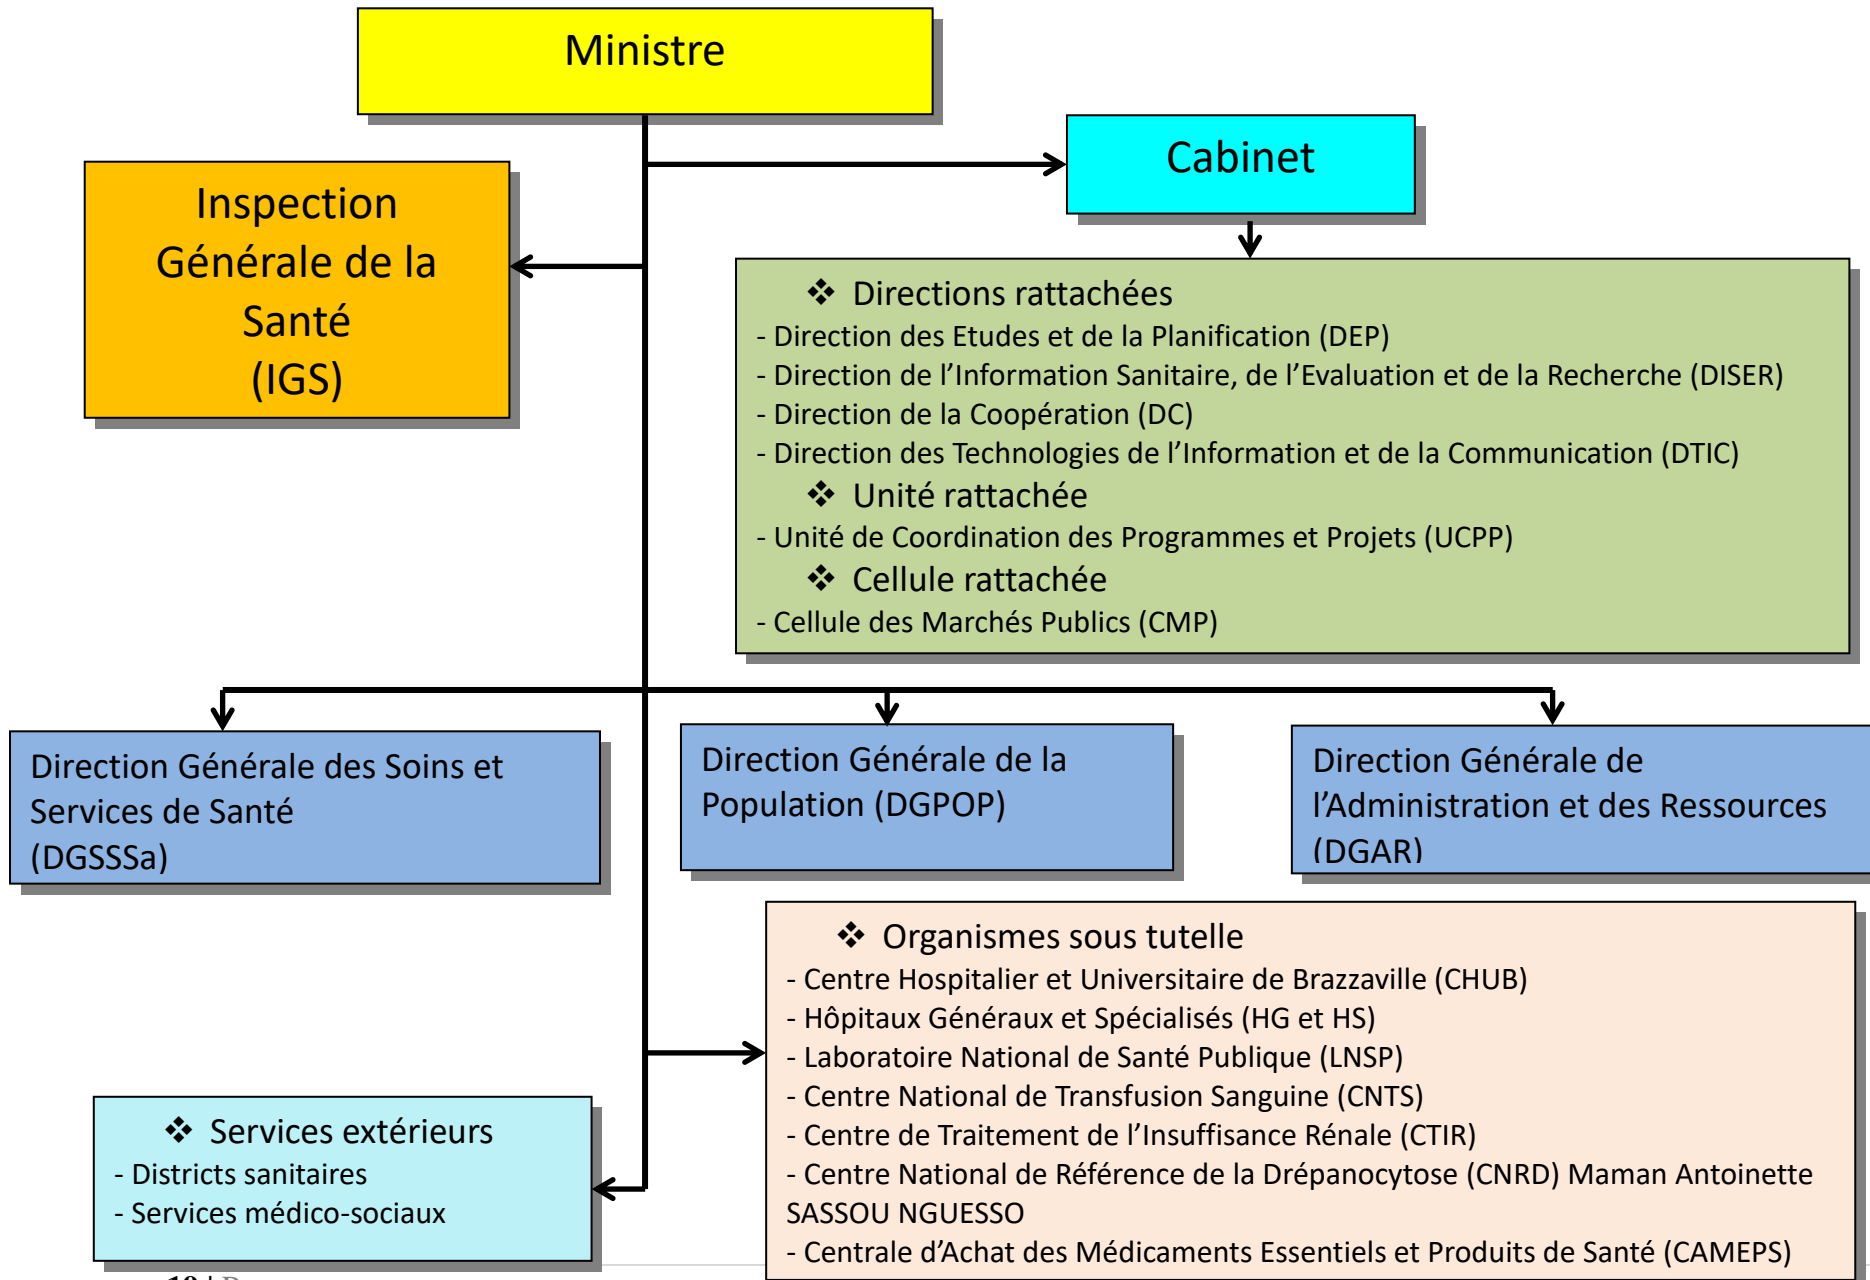 Ministre
Cabinet
Inspection
Générale de la
Santé
(IGS)
❖ Directions rattachées
- Direction des Etudes et de la Planification (DEP)
- Direction de l’Information Sanitaire, de l’Evaluation et de la Recherche (DISER)
- Direction de la Coopération (DC)
- Direction des Technologies de l’Information et de la Communication (DTIC)
❖ Unité rattachée
- Unité de Coordination des Programmes et Projets (UCPP)
❖ Cellule rattachée
- Cellule des Marchés Publics (CMP)
Direction Générale des Soins et
Services de Santé
(DGSSSa)
Direction Générale de la
Population (DGPOP)
Direction Générale de
l’Administration et des Ressources
(DGAR)
❖ Organismes sous tutelle
- Centre Hospitalier et Universitaire de Brazzaville (CHUB)
- Hôpitaux Généraux et Spécialisés (HG et HS)
- Laboratoire National de Santé Publique (LNSP)
- Centre National de Transfusion Sanguine (CNTS)
- Centre de Traitement de l’Insuffisance Rénale (CTIR)
- Centre National de Référence de la Drépanocytose (CNRD) Maman Antoinette
SASSOU NGUESSO
- Centrale d’Achat des Médicaments Essentiels et Produits de Santé (CAMEPS)
❖ Services extérieurs
- Districts sanitaires
- Services médico-sociaux